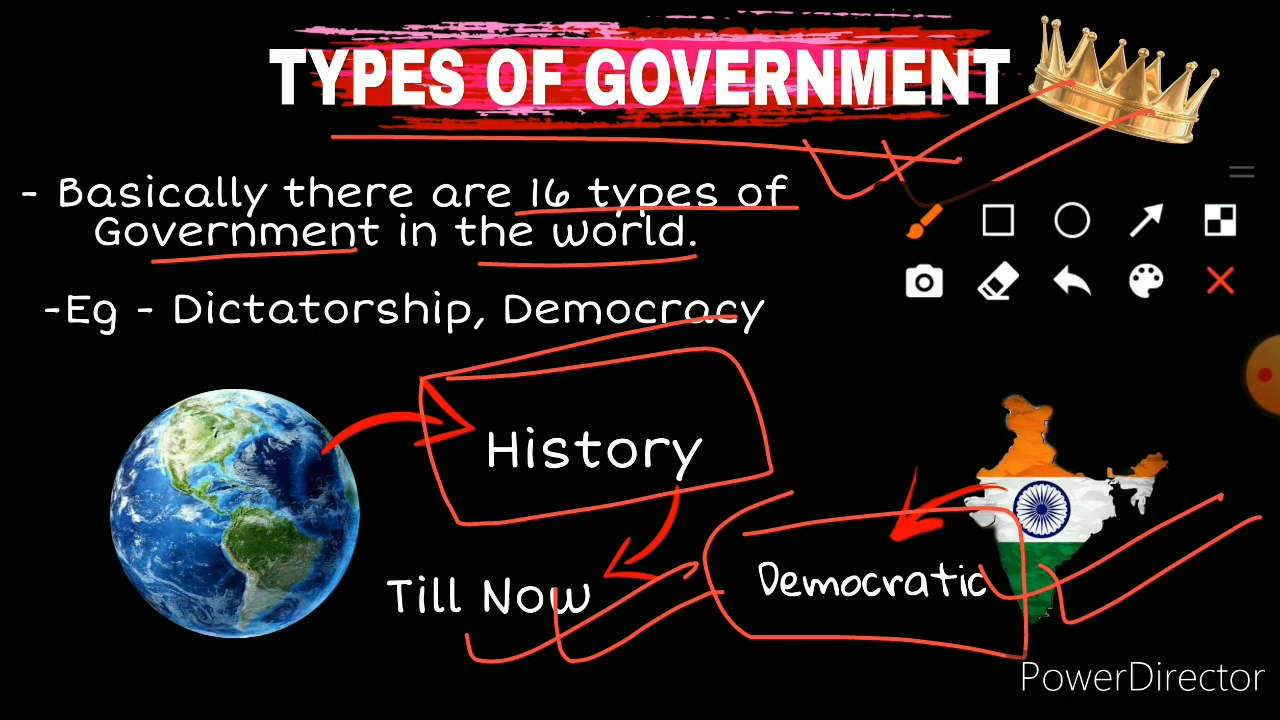 TYPES OF GOVERNMENT
- Basically there are 16 types of
Government in the world.
-Eg - Dictatorship, Democracy
History
Till Now
Democratic
PowerDirector